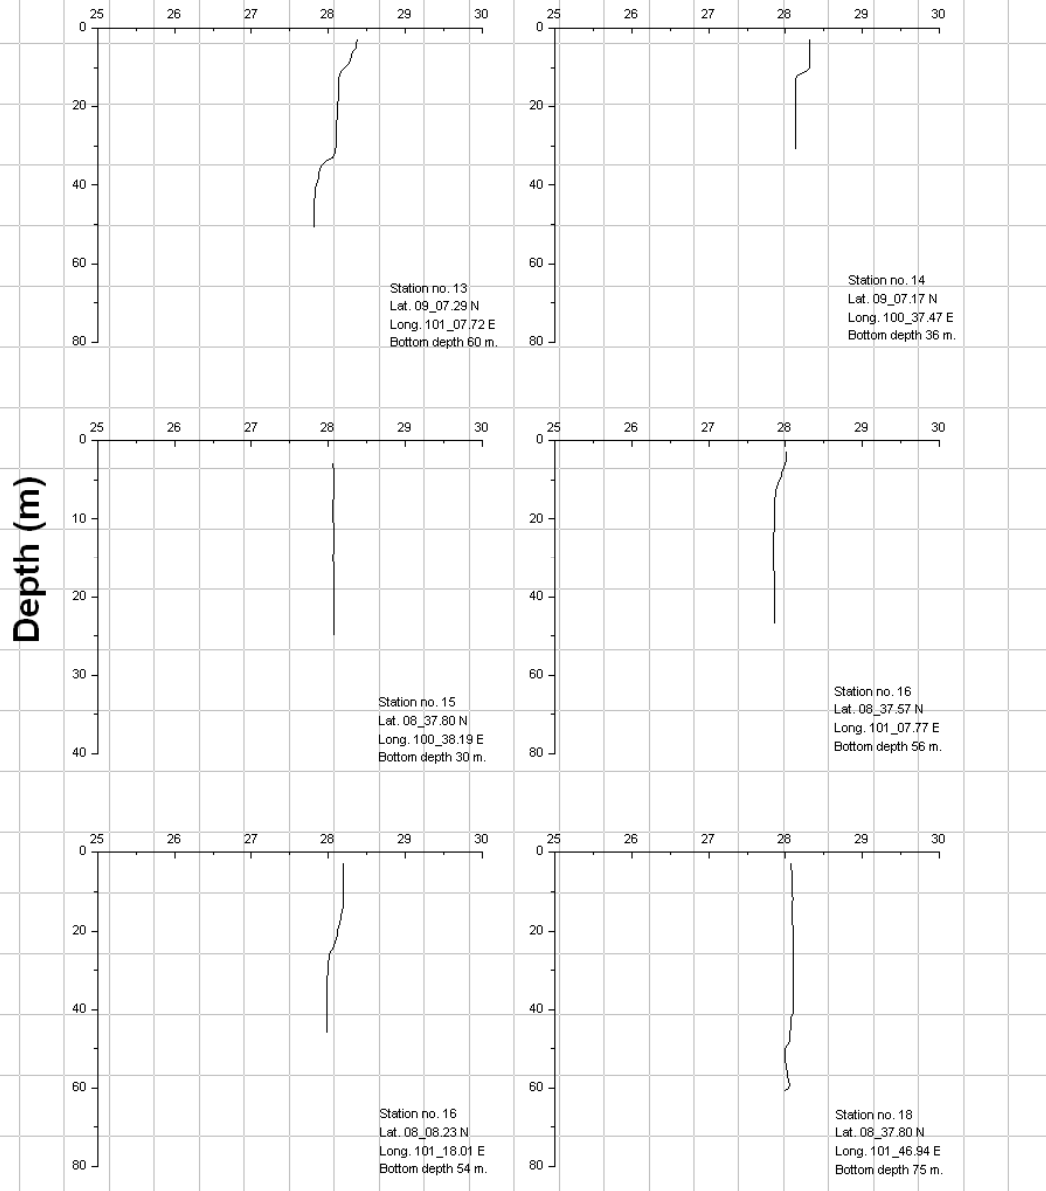 25 26 27 28 29 30
0
20
40
60
80
Station no. 13
Lat. 09_07.29 N
Long. 101_07.72 E
Bottom depth 60 m.
25 26 27 28 29 30
0
20
40
60
80
Station no. 14
Lat. 09_07.17 N
Long. 100_37.47 E
Bottom depth 36 m.
Depth (m)
25 26 27 28 29 30
0
10
20
30
40
Station no. 15
Lat. 08_37.80 N
Long. 100_38.19 E
Bottom depth 30 m.
25 26 27 28 29 30
0
20
40
60
80
Station no. 16
Lat. 08_37.57 N
Long. 101_07.77 E
Bottom depth 56 m.
25 26 27 28 29 30
0
20
40
60
80
Station no. 16
Lat. 08_08.23 N
Long. 101_18.01 E
Bottom depth 54 m.
25 26 27 28 29 30
0
20
40
60
80
Station no. 18
Lat. 08_37.80 N
Long. 101_46.94 E
Bottom depth 75 m.